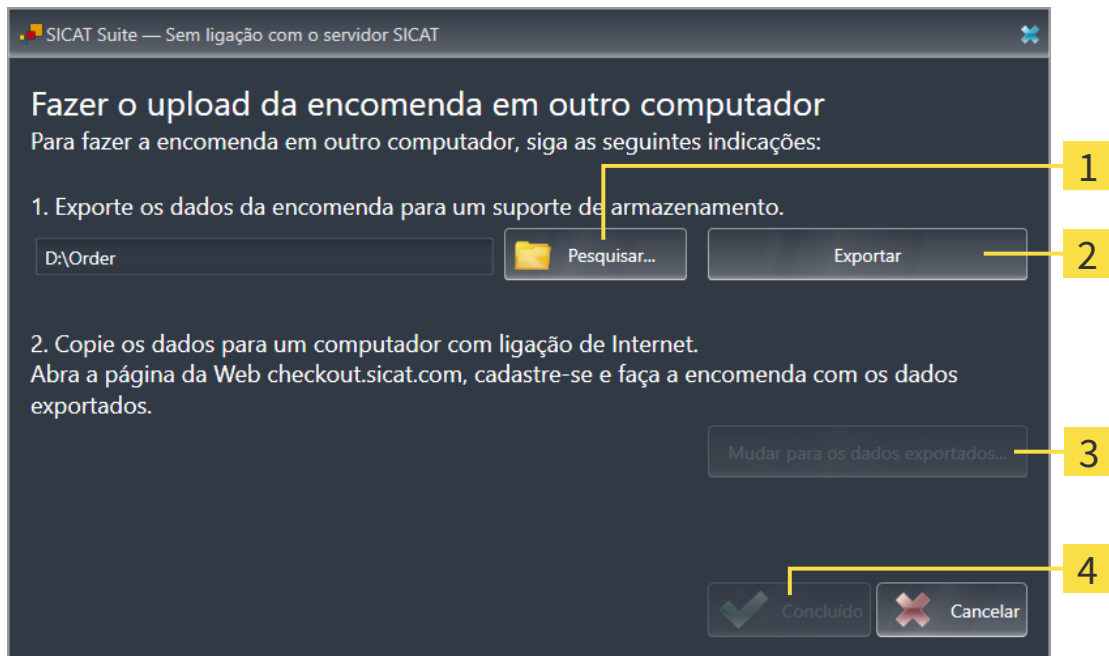 SICAT Suite — Sem ligação com o servidor SICAT
Fazer o upload da encomenda em outro computador
Para fazer a encomenda em outro computador, siga as seguintes indicações:
1
1. Exporte os dados da encomenda para um suporte de armazenamento.
D:\Order
Pesquisar...
Exportar
2
2. Copie os dados para um computador com ligação de Internet.
Abra a página da Web checkout.sicat.com, cadastre-se e faça a encomenda com os dados
exportados.
Mudar para os dados exportados...
3
4
Concluído
Cancelar